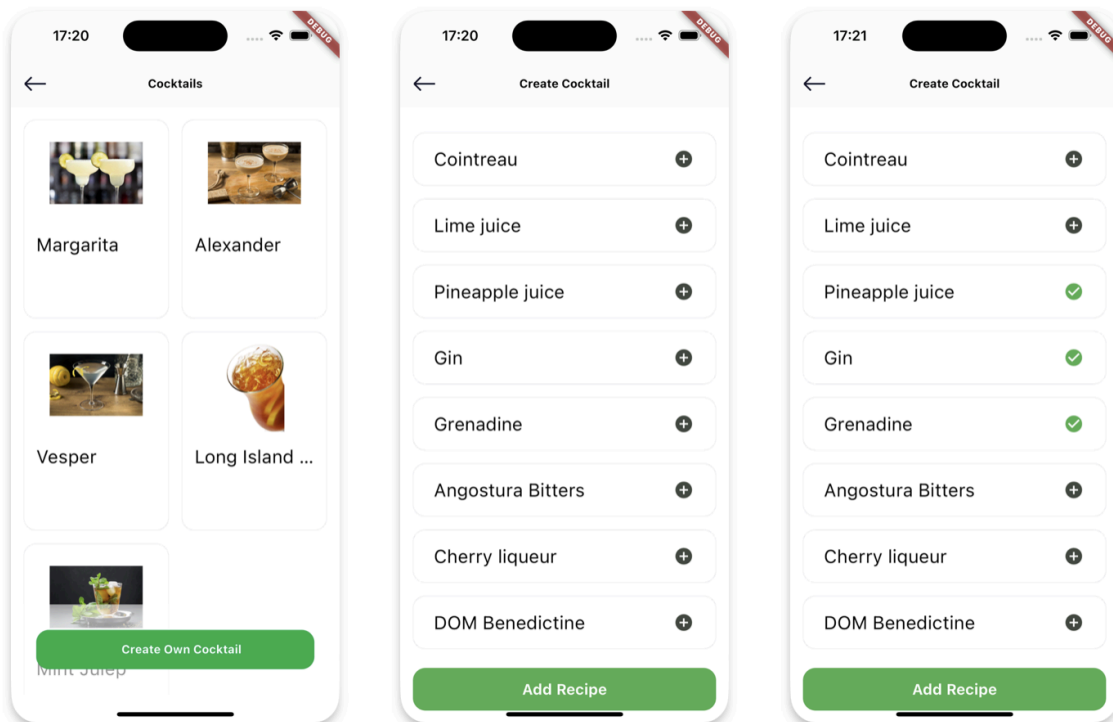 17:20
DEBUG
Cocktails
Margarita
Alexander
Vesper
Long Island ...
Create Own Cocktail
Mint Julep
17:20
DEBUG
Create Cocktail
Cointreau
Lime juice
Pineapple juice
Gin
Grenadine
Angostura Bitters
Cherry liqueur
DOM Benedictine
Add Recipe
17:21
DEBUG
Create Cocktail
Cointreau
Lime juice
Pineapple juice
Gin
Grenadine
Angostura Bitters
Cherry liqueur
DOM Benedictine
Add Recipe